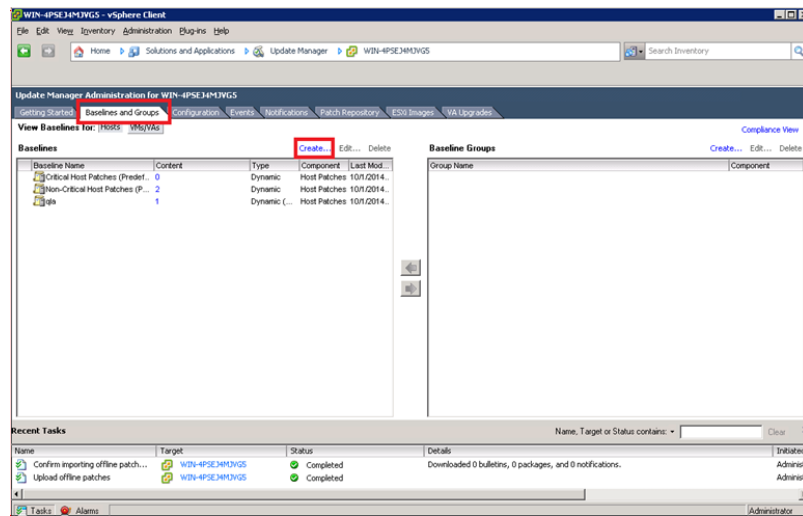 WIN-4PSEJ4MJVG5 - vSphere Client
File Edit View Inventory Administration Plug-ins Help
Home Solutions and Applications Update Manager WIN-4PSEJ4MJVG5 Search Inventory
Update Manager Administration for WIN-4PSEJ4MJVG5
Getting Started Baselines and Groups Configuration Events Notifications Patch Repository ESXi Images VA Upgrades
View Baselines for: Hosts VMs/VAs Compliance View
Baselines Create... Edit... Delete Baseline Groups Create... Edit... Delete
Baseline Name Content Type Component Last Mod... Group Name Component
Critical Host Patches (Predef... 0 Dynamic Host Patches 10/1/2014...
Non-Critical Host Patches (P... 2 Dynamic Host Patches 10/1/2014...
qla 1 Dynamic (... Host Patches 10/1/2014...
Recent Tasks Name, Target or Status contains: Clear
Name Target Status Details Initiated
Confirm importing offline patch... WIN-4PSEJ4MJVG5 Completed Downloaded 0 bulletins, 0 packages, and 0 notifications. Adminis
Upload offline patches WIN-4PSEJ4MJVG5 Completed Adminis
Tasks Alarms Administrator